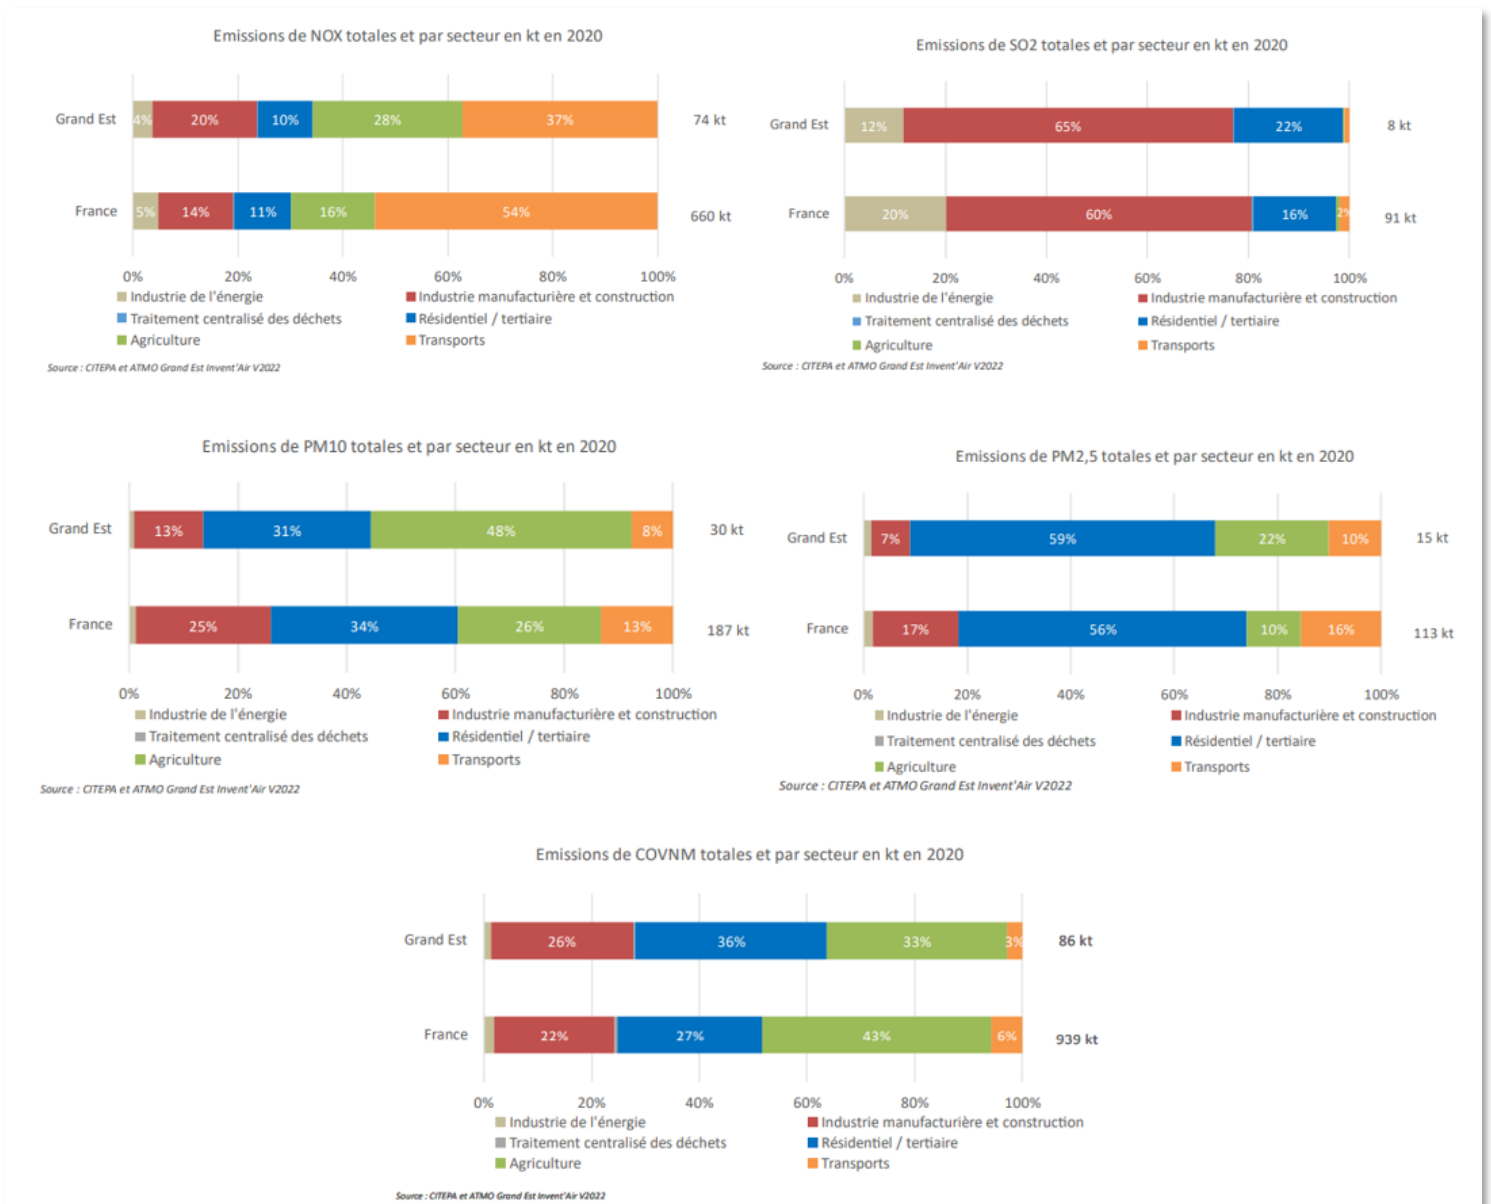 Emissions de NOX totales et par secteur en kt en 2020
Grand Est 4% 20% 10% 28% 37% 74 kt
France 5% 14% 11% 16% 54% 660 kt
0% 20% 40% 60% 80% 100%
Industrie de l'énergie Industrie manufacturière et construction
Traitement centralisé des déchets Résidentiel / tertiaire
Agriculture Transports
Source : CITEPA et ATMO Grand Est Invent'Air V2022
Emissions de SO2 totales et par secteur en kt en 2020
Grand Est 12% 65% 22% 8 kt
France 20% 60% 16% 2% 91 kt
0% 20% 40% 60% 80% 100%
Industrie de l'énergie Industrie manufacturière et construction
Traitement centralisé des déchets Résidentiel / tertiaire
Agriculture Transports
Source : CITEPA et ATMO Grand Est Invent'Air V2022
Emissions de PM10 totales et par secteur en kt en 2020
Grand Est 13% 31% 48% 8% 30 kt
France 25% 34% 26% 13% 187 kt
0% 20% 40% 60% 80% 100%
Industrie de l'énergie Industrie manufacturière et construction
Traitement centralisé des déchets Résidentiel / tertiaire
Agriculture Transports
Source : CITEPA et ATMO Grand Est Invent'Air V2022
Emissions de PM2,5 totales et par secteur en kt en 2020
Grand Est 7% 59% 22% 10% 15 kt
France 17% 56% 10% 16% 113 kt
0% 20% 40% 60% 80% 100%
Industrie de l'énergie Industrie manufacturière et construction
Traitement centralisé des déchets Résidentiel / tertiaire
Agriculture Transports
Source : CITEPA et ATMO Grand Est Invent'Air V2022
Emissions de COVNM totales et par secteur en kt en 2020
Grand Est 26% 36% 33% 3% 86 kt
France 22% 27% 43% 6% 939 kt
0% 20% 40% 60% 80% 100%
Industrie de l'énergie Industrie manufacturière et construction
Traitement centralisé des déchets Résidentiel / tertiaire
Agriculture Transports
Source : CITEPA et ATMO Grand Est Invent'Air V2022